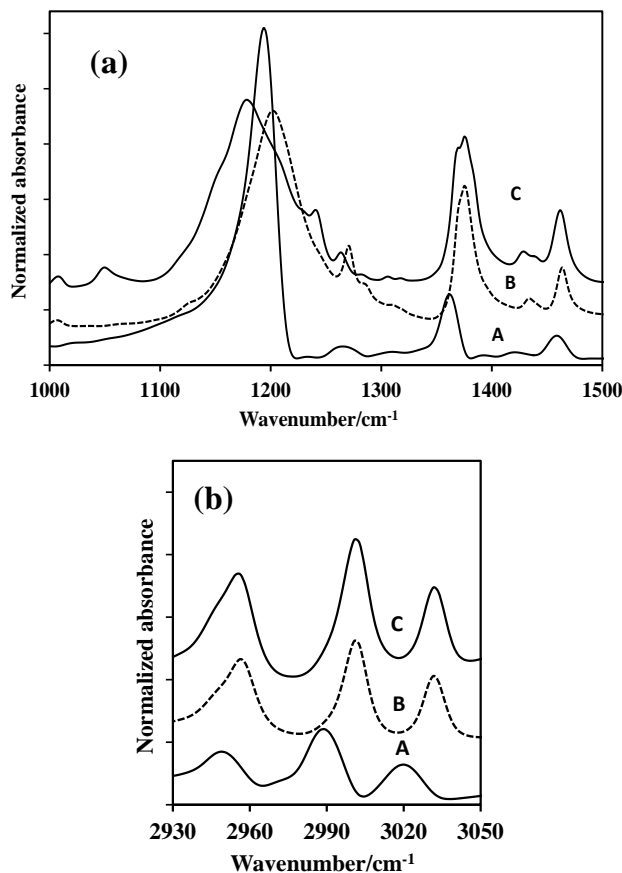 (a)
Normalized absorbance
C
B
A
1000 1100 1200 1300 1400 1500
Wavenumber/cm-1
(b)
Normalized absorbance
C
B
A
2930 2960 2990 3020 3050
Wavenumber/cm-1